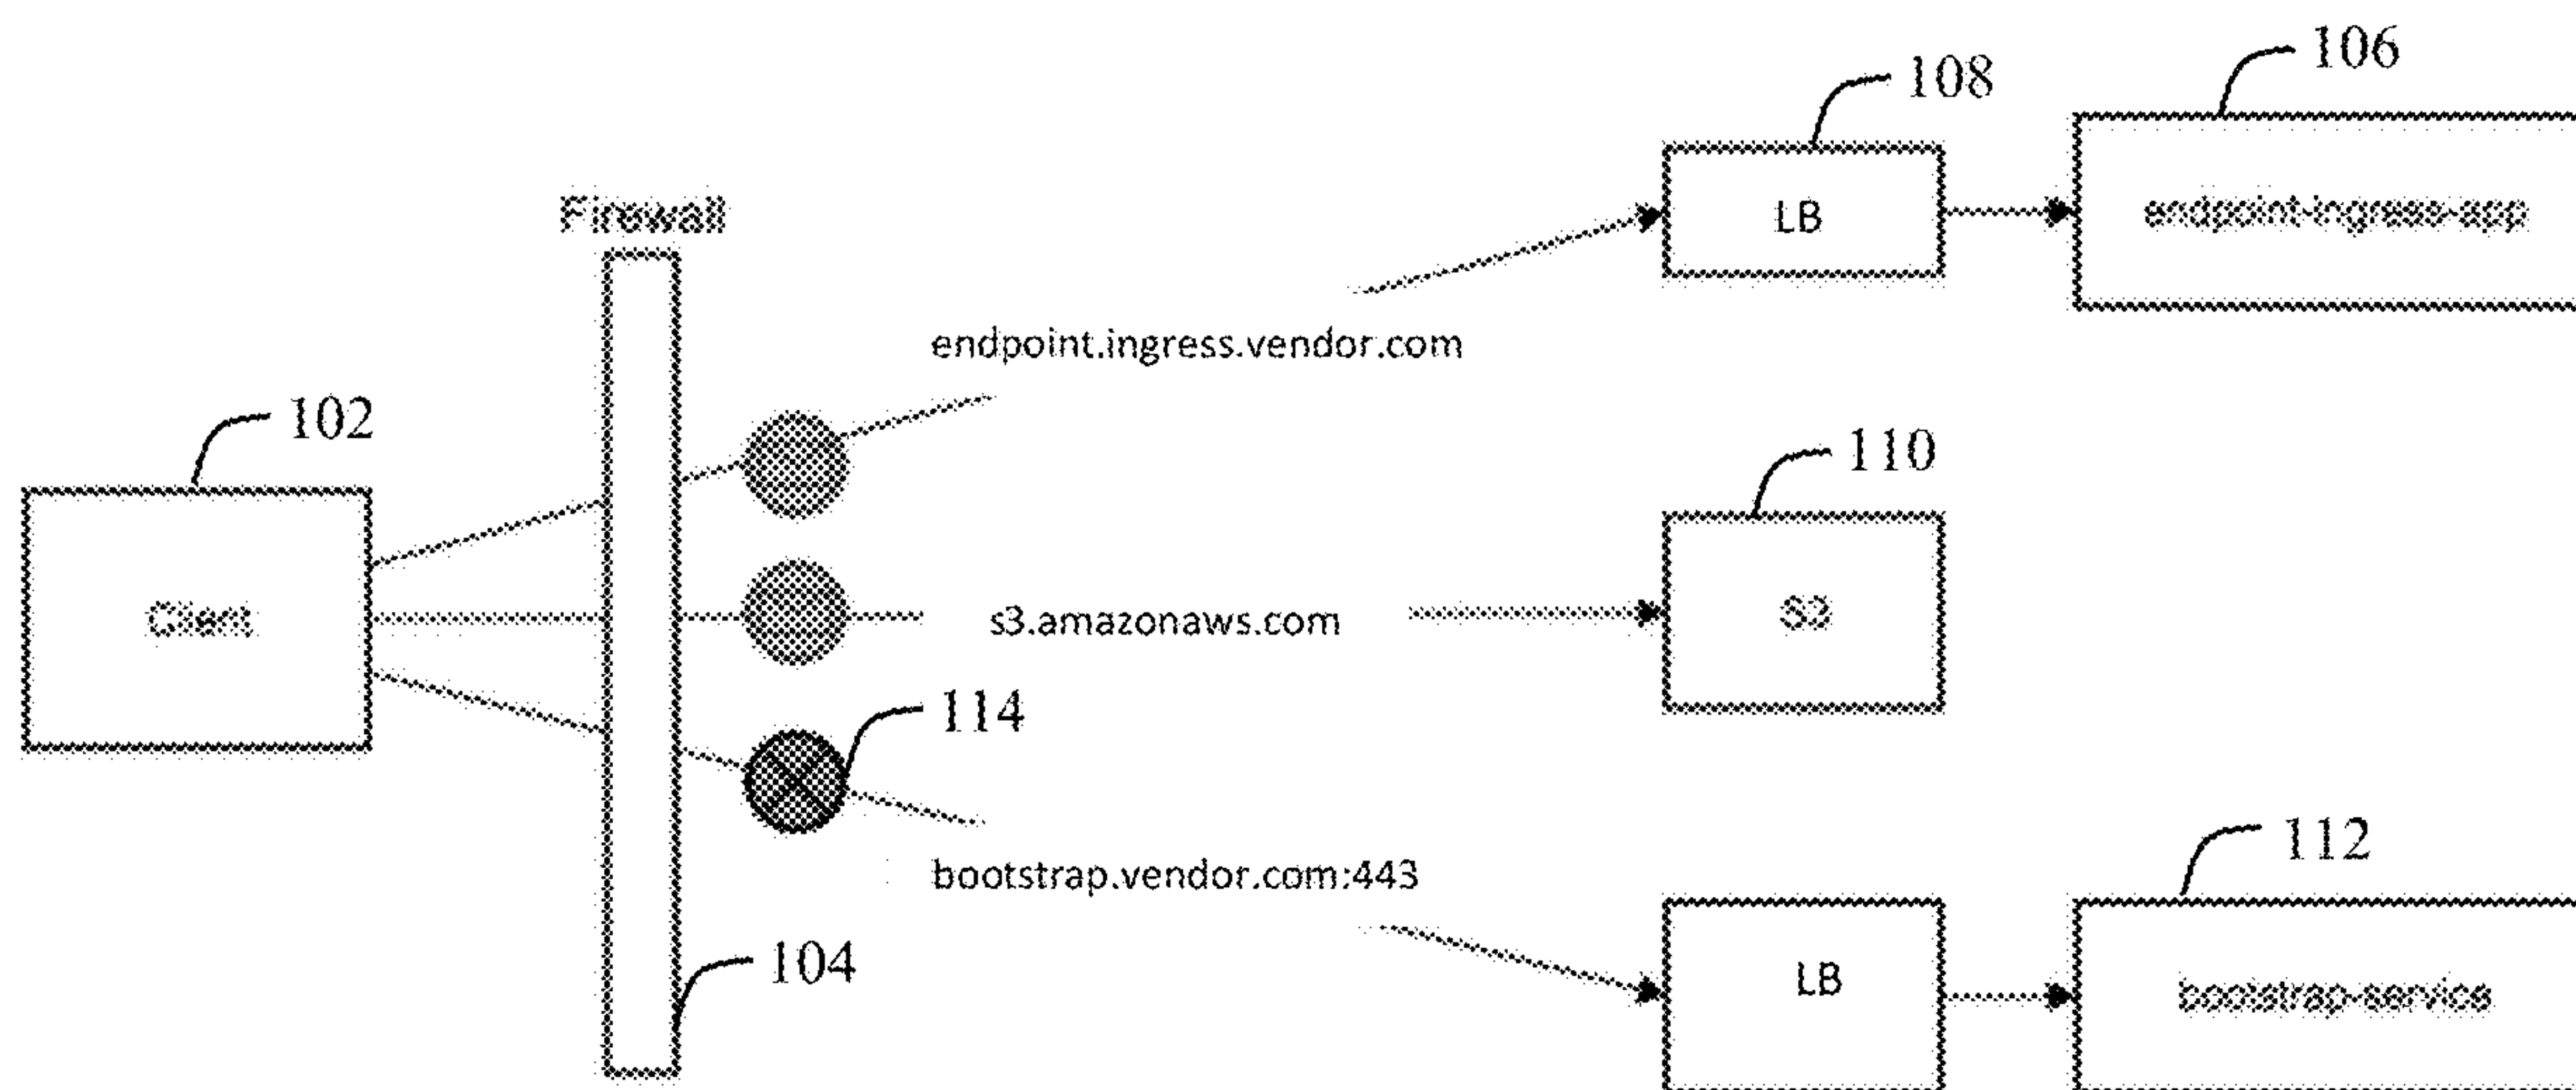 106
108
Firewall
LB
endpoint-ingress-app
endpoint.ingress.vendor.com
102
110
Client
s3.amazonaws.com
S3
114
bootstrap.vendor.com:443
112
104
LB
bootstrap-service